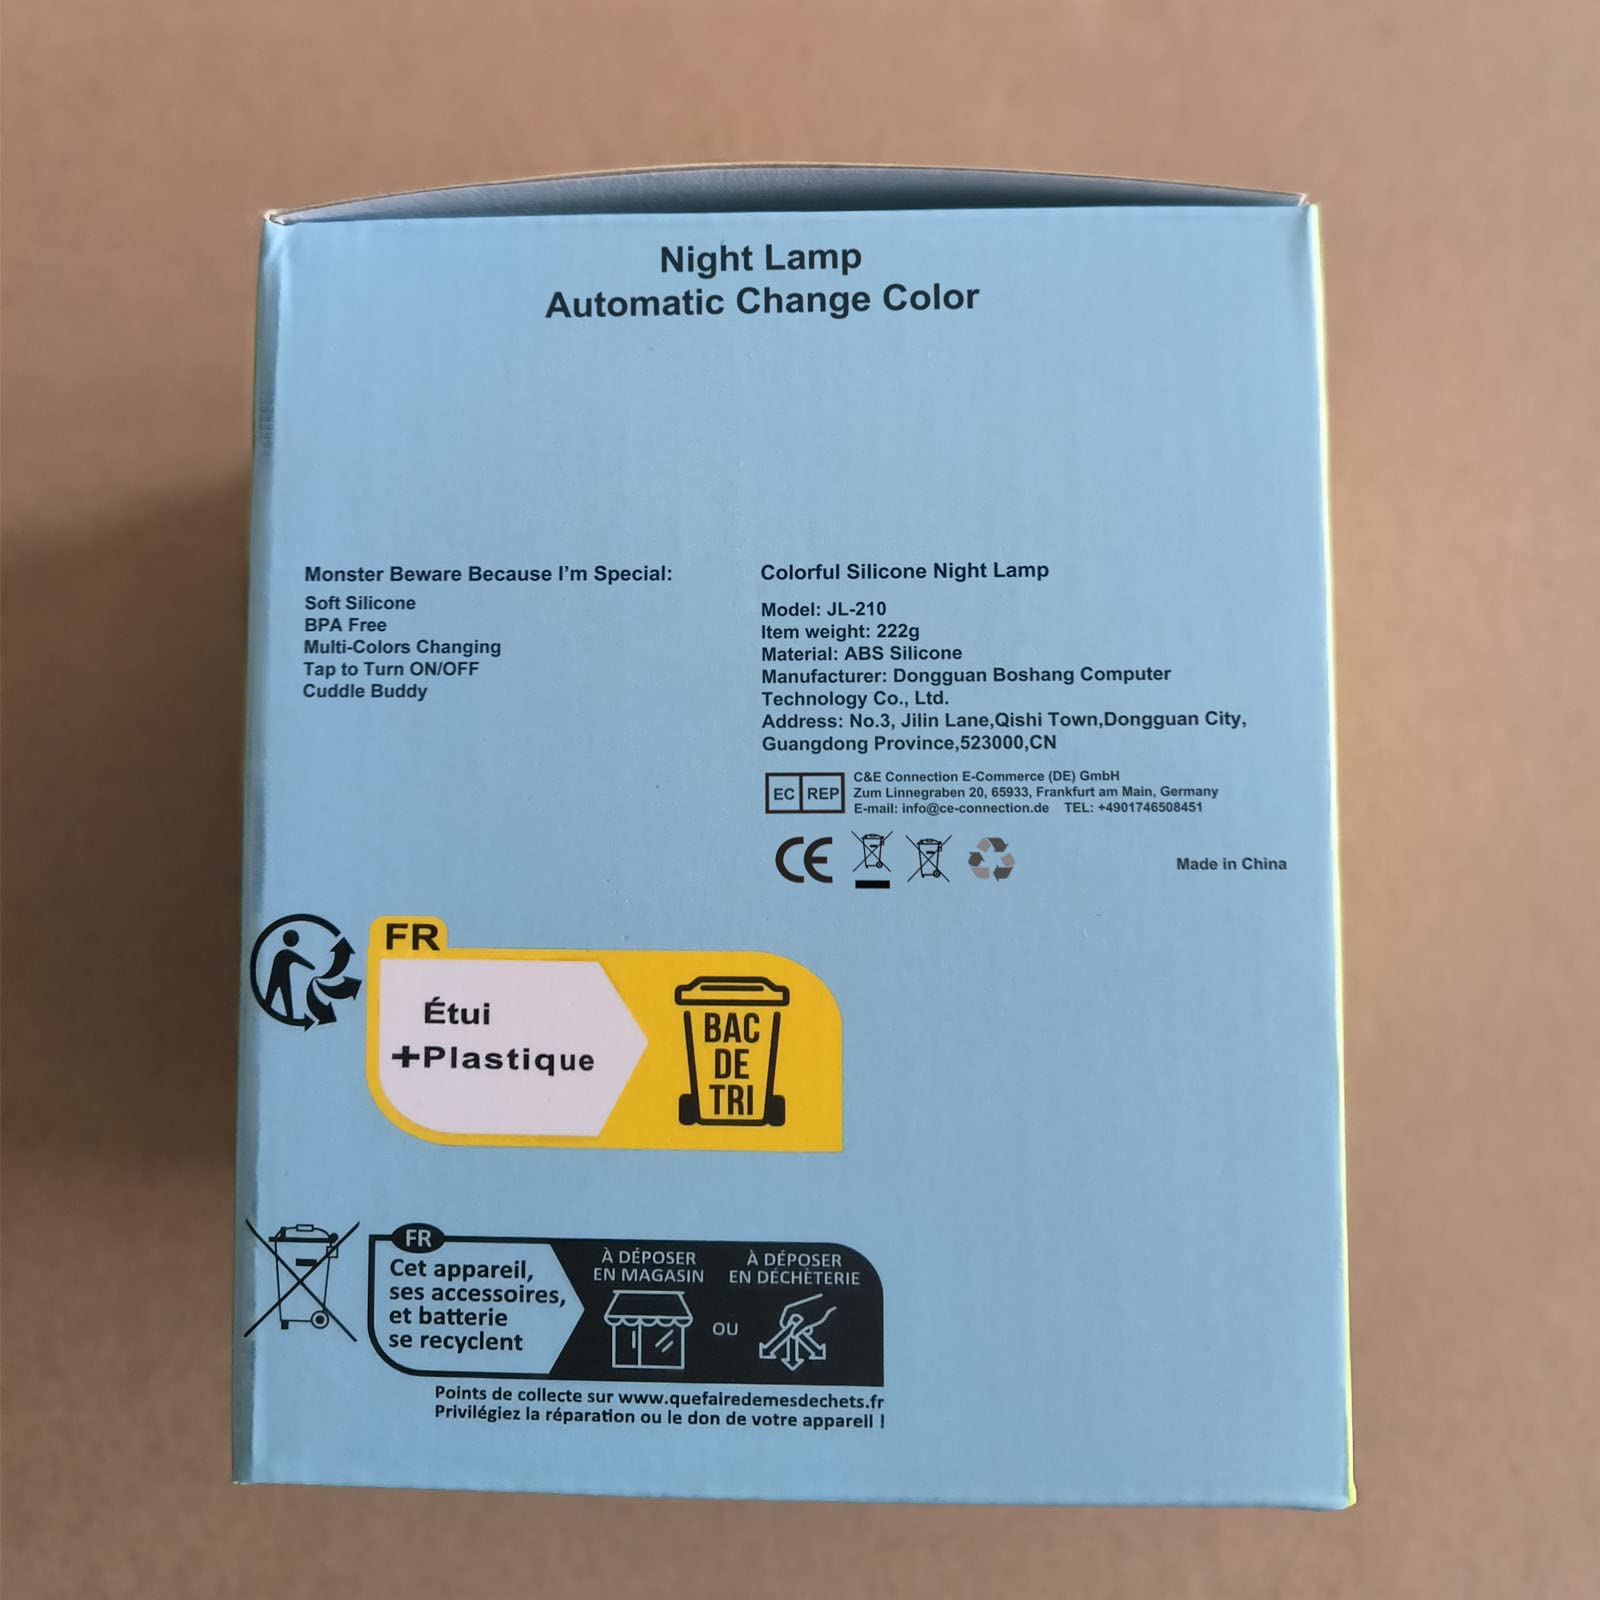 Night Lamp
Automatic Change Color
Monster Beware Because I'm Special:
Soft Silicone
BPA Free
Multi-Colors Changing
Tap to Turn ON/OFF
Cuddle Buddy
Colorful Silicone Night Lamp
Model: JL-210
Item weight: 222g
Material: ABS Silicone
Manufacturer: Dongguan Boshang Computer
Technology Co., Ltd.
Address: No.3, Jilin Lane,Qishi Town,Dongguan City,
Guangdong Province,523000,CN
EC REP
C&E Connection E-Commerce (DE) GmbH
Zum Linnegraben 20, 65933, Frankfurt am Main, Germany
E-mail: info@ce-connection.de TEL: +4901746508451
CE
Made in China
FR
Étui
+Plastique
BAC
DE
TRI
FR
Cet appareil,
ses accessoires,
et batterie
se recyclent
À DÉPOSER
EN MAGASIN
OU
À DÉPOSER
EN DÉCHÈTERIE
Points de collecte sur www.quefairedemesdechets.fr
Privilégiez la réparation ou le don de votre appareil !